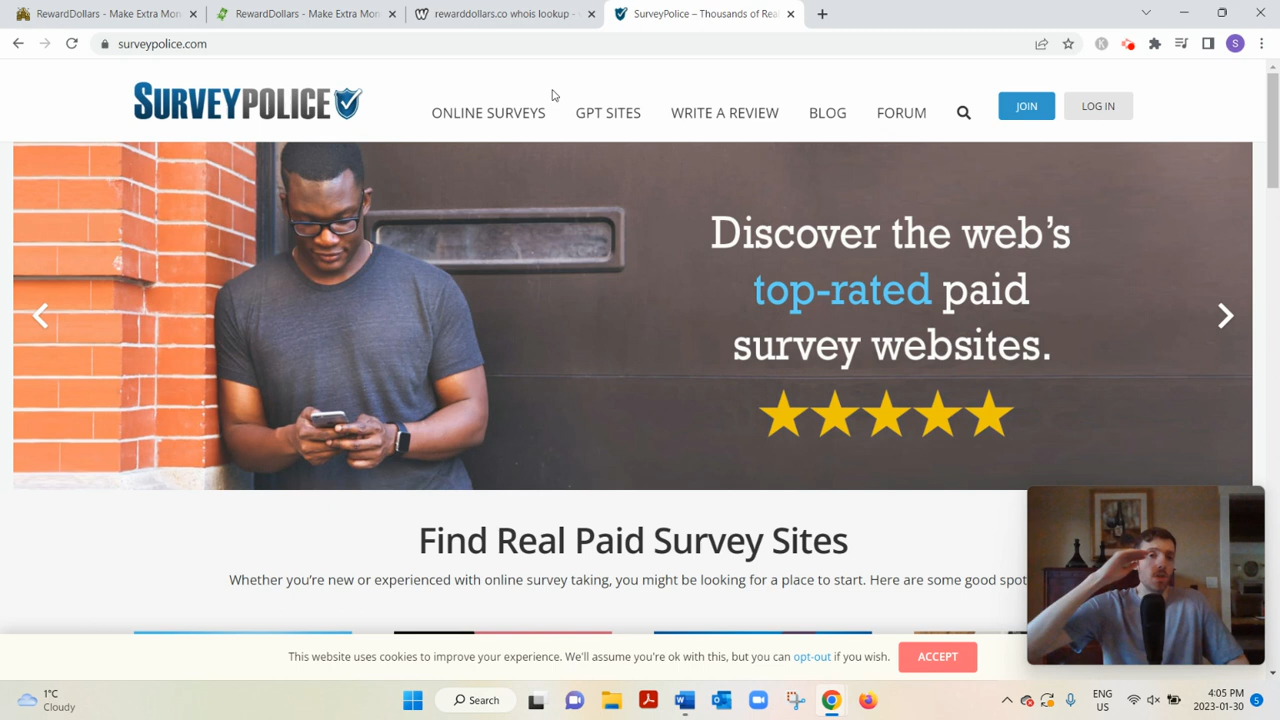 RewardDollars - Make Extra Mon
RewardDollars - Make Extra Mon
rewarddollars.co whois lookup -
SurveyPolice – Thousands of Rea
surveypolice.com
K
S
SURVEYPOLICE
ONLINE SURVEYS
GPT SITES
WRITE A REVIEW
BLOG
FORUM
JOIN
LOG IN
Discover the web's
top-rated paid
survey websites.
Find Real Paid Survey Sites
Whether you're new or experienced with online survey taking, you might be looking for a place to start. Here are some good spot
This website uses cookies to improve your experience. We'll assume you're ok with this, but you can opt-out if you wish.
ACCEPT
1°C
Cloudy
Search
ENG
US
4:05 PM
2023-01-30
5